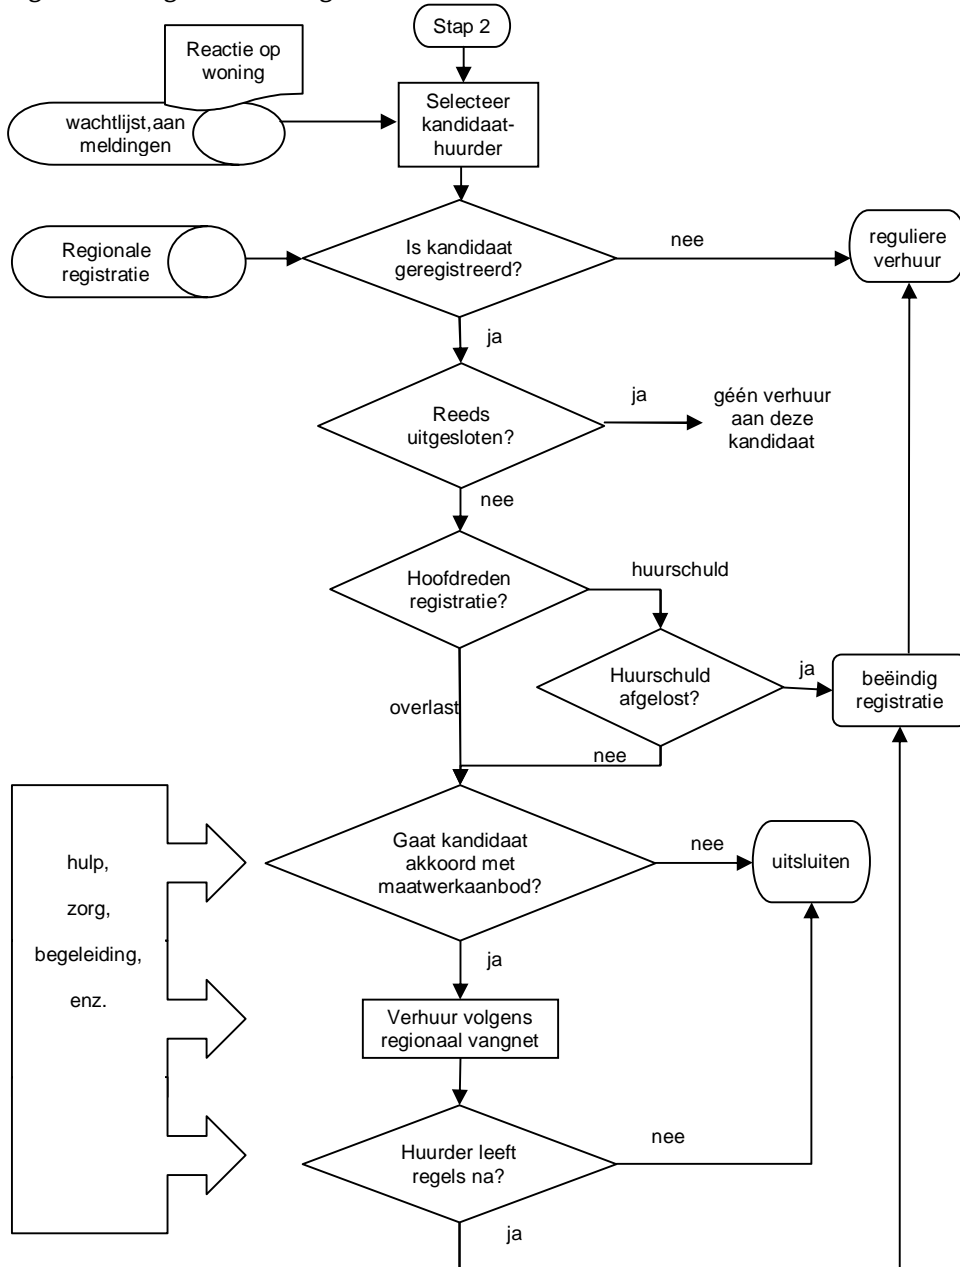 Stap 2
Reactie op
woning
wachtlijst,aan
meldingen
Selecteer
kandidaat-
huurder
Regionale
registratie
Is kandidaat
geregistreerd?
nee
reguliere
verhuur
ja
Reeds
uitgesloten?
ja
géén verhuur
aan deze
kandidaat
nee
Hoofdreden
registratie?
huurschuld
Huurschuld
afgelost?
ja
beëindig
registratie
overlast
nee
hulp,
zorg,
begeleiding,
enz.
Gaat kandidaat
akkoord met
maatwerkaanbod?
nee
uitsluiten
ja
Verhuur volgens
regionaal vangnet
Huurder leeft
regels na?
nee
ja